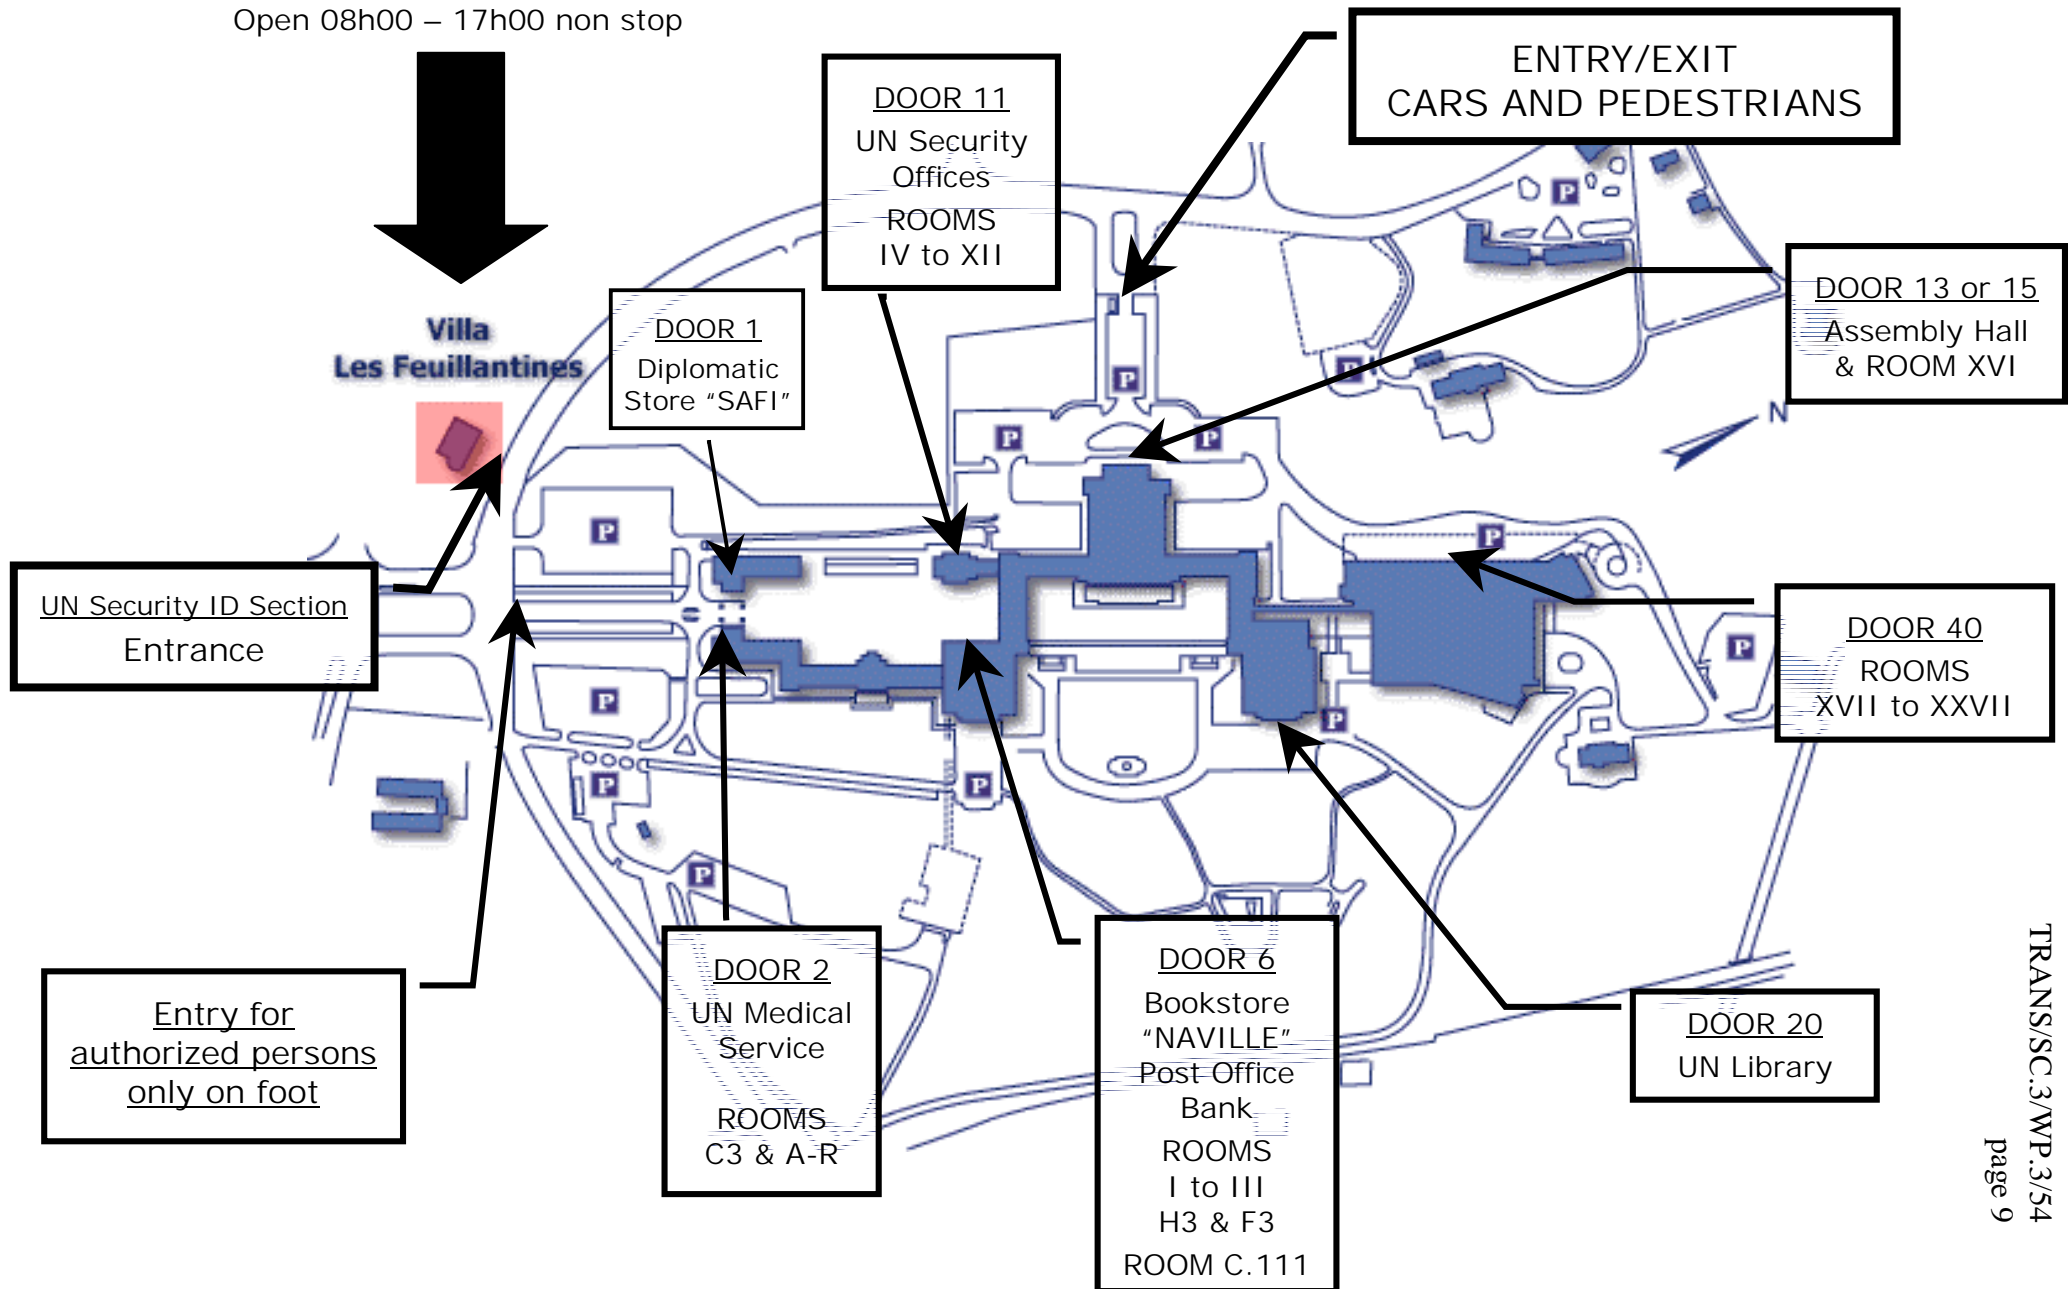 Open 08h00 – 17h00 non stop
ENTRY/EXIT
CARS AND PEDESTRIANS
DOOR 11
UN Security
Offices
ROOMS
IV to XII
DOOR 13 or 15
Assembly Hall
& ROOM XVI
Villa
Les Feuillantines
DOOR 1
Diplomatic
Store “SAFI”
P
P
P
P
P
N
P
P
UN Security ID Section
Entrance
DOOR 40
ROOMS
XVII to XXVII
P
P
P
P
P
P
Entry for
authorized persons
only on foot
DOOR 2
UN Medical
Service
ROOMS
C3 & A-R
DOOR 6
Bookstore
“NAVILLE”
Post Office
Bank
ROOMS
I to III
H3 & F3
ROOM C.111
DOOR 20
UN Library
TRANS/SC.3/WP.3/54
page 9